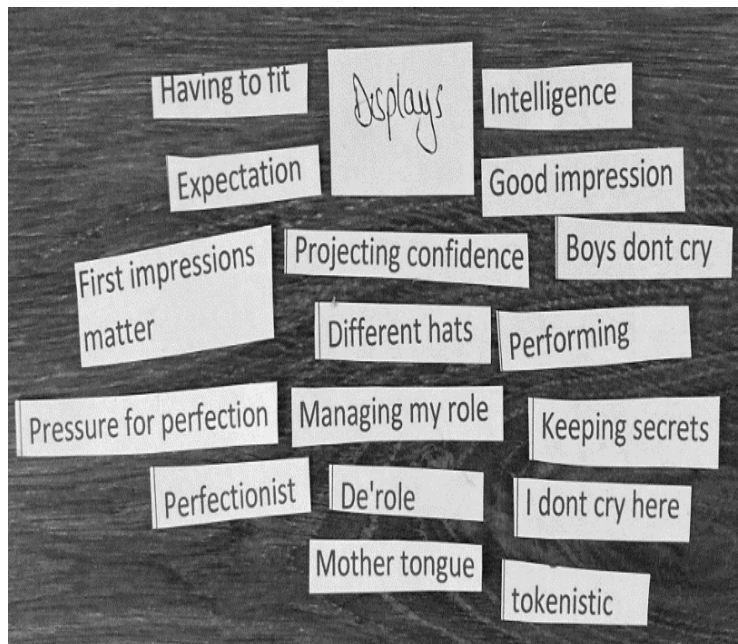 Having to fit
Displays
Intelligence
Expectation
Good impression
First impressions
matter
Projecting confidence
Boys dont cry
Different hats
Performing
Pressure for perfection
Managing my role
Keeping secrets
Perfectionist
De'role
I dont cry here
Mother tongue
tokenistic